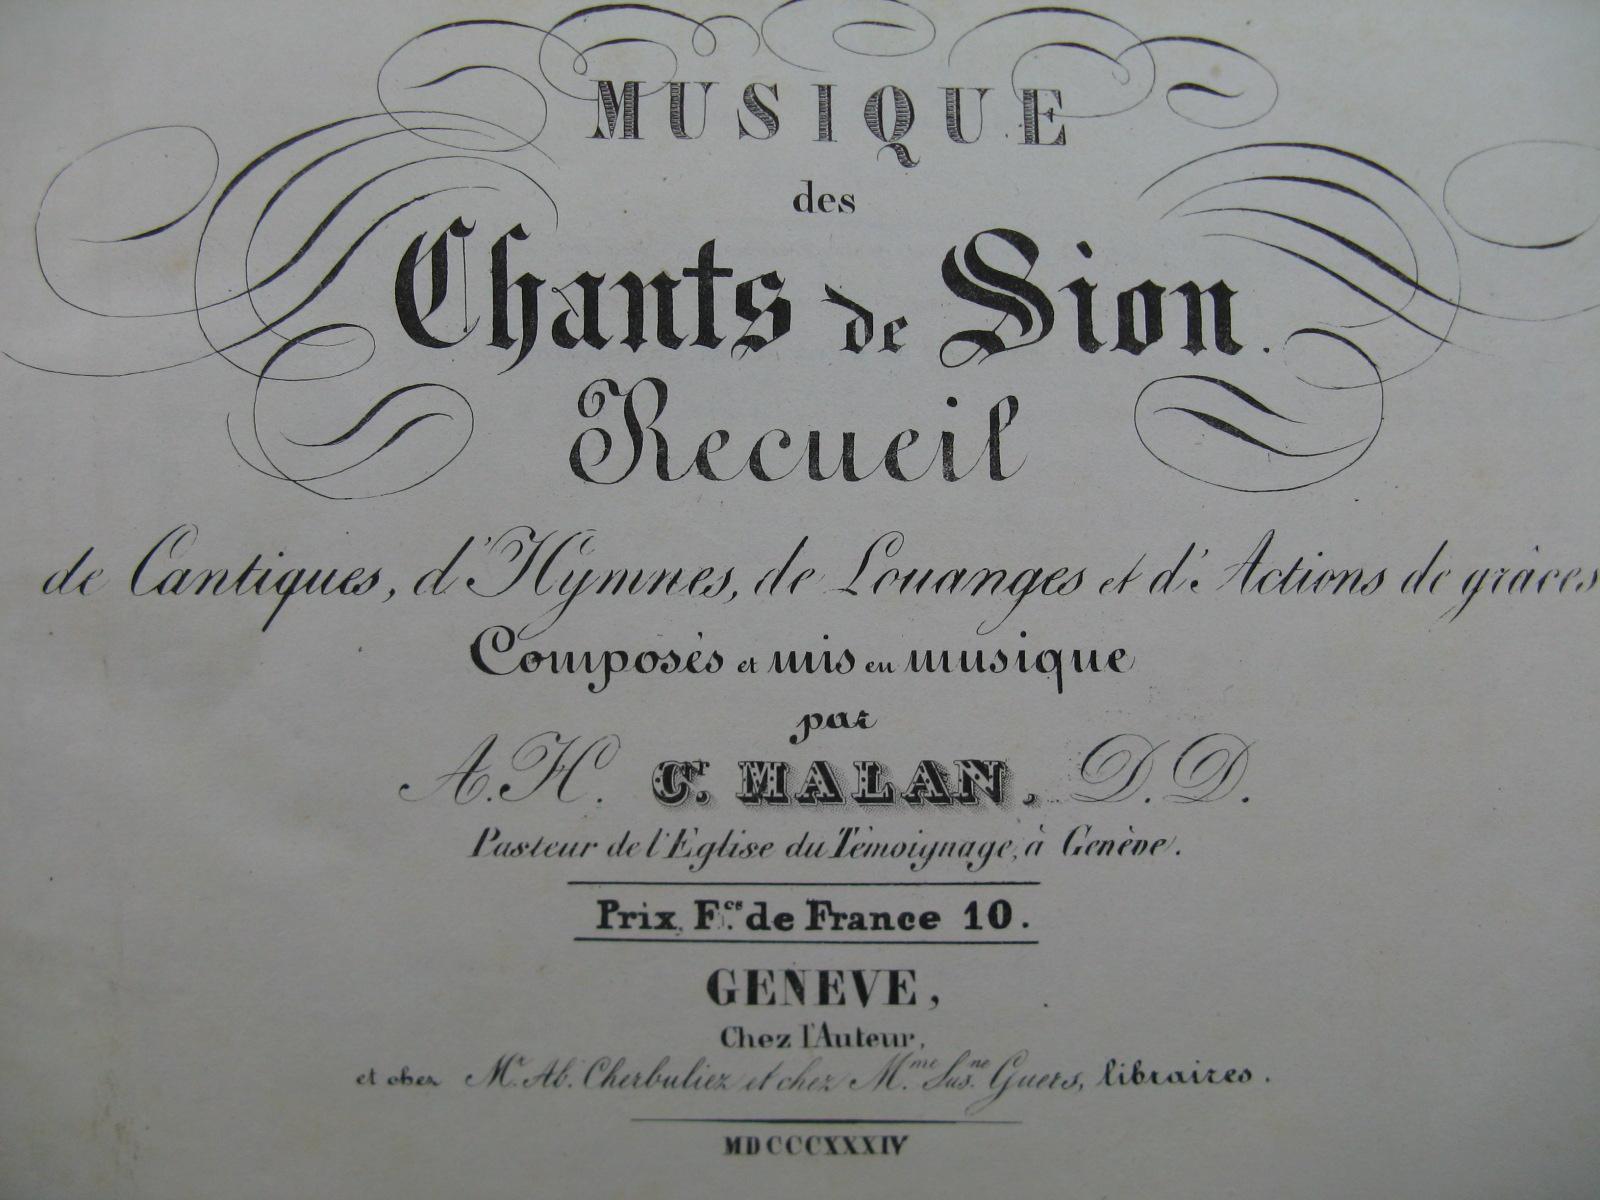 MUSIQUE
des
Chants de Sion.
Recueil
de Cantiques, d'Hymnes, de Louanges et d'Actions de grâces
Composés et mis en musique
par
A. H. Cr. MALAN, D. D.
Pasteur de l'Eglise du Témoignage, à Genève.
Prix Fcs. de France 10.
GENEVE,
Chez l'Auteur,
et chez Mr. Ab. Cherbuliez et chez Mme. Susne. Guers, libraires.
MDCCCXXXIV